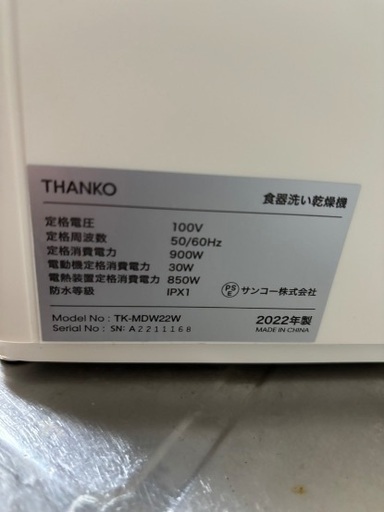 THANKO 食器洗い乾燥機
定格電圧 100V
定格周波数 50/60Hz
定格消費電力 900W
電動機定格消費電力 30W
電熱装置定格消費電力 850W
防水等級 IPX1 PSE サンコー株式会社
Model No : TK-MDW22W 2022年製
Serial No : SN: A2211168 MADE IN CHINA